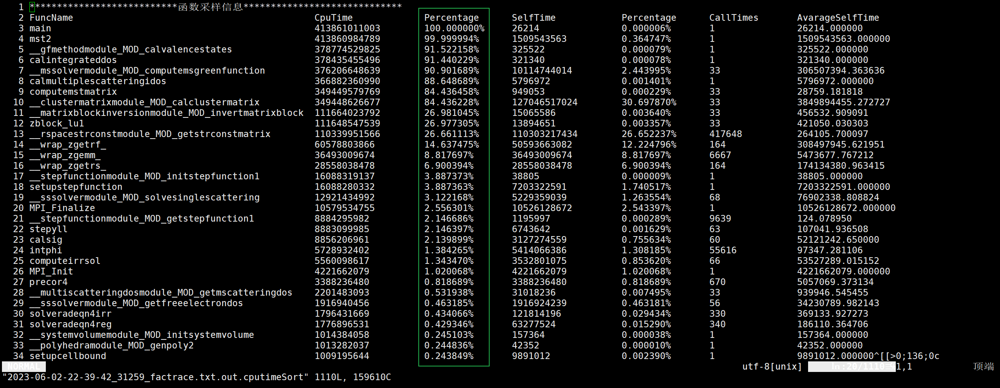 1 ***************************函数采样信息*****************************
2 FuncName CpuTime Percentage SelfTime Percentage CallTimes AvarageSelfTime
3 main 413861011003 100.000000% 26214 0.000006% 1 26214.000000
4 mst2 413860984789 99.999994% 1509543563 0.364747% 1 1509543563.000000
5 __gfmethodmodule_MOD_calvalencestates 378774529825 91.522158% 325522 0.000079% 1 325522.000000
6 calintegrateddos 378435455496 91.440229% 321340 0.000078% 1 321340.000000
7 __mssolvermodule_MOD_computemsgreenfunction 376206648639 90.901689% 10114744014 2.443995% 33 306507394.363636
8 calmultiplescatteringidos 366882360990 88.648689% 5796972 0.001401% 1 5796972.000000
9 computemstmatrix 349449579769 84.436458% 949053 0.000229% 33 28759.181818
10 __clustermatrixmodule_MOD_calclustermatrix 349448626677 84.436228% 127046517024 30.697870% 33 3849894455.272727
11 __matrixblockinversionmodule_MOD_invertmatrixblock 111664023792 26.981045% 15065586 0.003640% 33 456532.909091
12 zblock_lu1 111648547539 26.977305% 13894651 0.003357% 33 421050.030303
13 __rspacestrconstmodule_MOD_getstrconstmatrix 110339951566 26.661113% 110303217434 26.652237% 417648 264105.700097
14 __wrap_zgetrf_ 60578803866 14.637475% 50593663082 12.224796% 164 308497945.621951
15 __wrap_zgemm_ 36493009674 8.817697% 36493009674 8.817697% 6667 5473677.767212
16 __wrap_zgetrs_ 28558038478 6.900394% 28558038478 6.900394% 164 174134380.963415
17 __stepfunctionmodule_MOD_initstepfunction1 16088319137 3.887373% 38805 0.000009% 1 38805.000000
18 setupstepfunction 16088280332 3.887363% 7203322591 1.740517% 1 7203322591.000000
19 __sssolvermodule_MOD_solvesinglescattering 12921434992 3.122168% 5229359039 1.263554% 68 76902338.808824
20 MPI_Finalize 10579534755 2.556301% 10526128672 2.543397% 1 10526128672.000000
21 __stepfunctionmodule_MOD_getstepfunction1 8884295982 2.146686% 1195997 0.000289% 9639 124.078950
22 stepyll 8883099985 2.146397% 6743642 0.001629% 63 107041.936508
23 calsig 8856206961 2.139899% 3127274559 0.755634% 60 52121242.650000
24 intphi 5728932402 1.384265% 5414066386 1.308185% 55616 97347.281106
25 computeirrsol 5560098617 1.343470% 3532801075 0.853620% 66 53527289.015152
26 MPI_Init 4221662079 1.020068% 4221662079 1.020068% 1 4221662079.000000
27 precor4 3388236480 0.818689% 3388236480 0.818689% 670 5057069.373134
28 __multiscatteringdosmodule_MOD_getmscatteringdos 2201483093 0.531938% 31018236 0.007495% 33 939946.545455
29 __sssolvermodule_MOD_getfreeelectrondos 1916940456 0.463185% 1916924239 0.463181% 56 34230789.982143
30 solveradeqn4irr 1796431669 0.434066% 121814196 0.029434% 330 369133.927273
31 solveradeqn4reg 1776896531 0.429346% 63277524 0.015290% 340 186110.364706
32 __systemvolumemodule_MOD_initsystemvolume 1014384058 0.245103% 157364 0.000038% 1 157364.000000
33 __polyhedramodule_MOD_genpoly2 1013282037 0.244836% 42352 0.000010% 1 42352.000000
34 setupcellbound 1009195644 0.243849% 9891012 0.002390% 1 9891012.000000^[[>0;136;0c
NORMAL utf-8[unix] ln:20/1110 1,1 顶端
"2023-06-02-22-39-42_31259_factrace.txt.out.cputimeSort" 1110L, 159610C